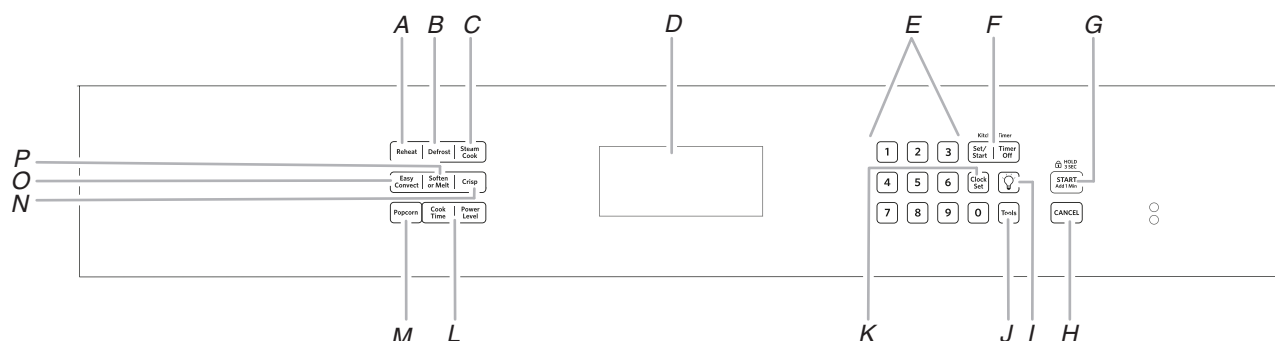 A B C D E F G
Kitchen Timer
Reheat Defrost Steam Cook 1 2 3 Set/ Start Timer Off
HOLD 3 SEC
P
O Easy Convect Soften or Melt Crisp 4 5 6 Clock Set START Add 1 Min
N
Popcorn Cook Time Power Level 7 8 9 0 Tools CANCEL
M L K J I H